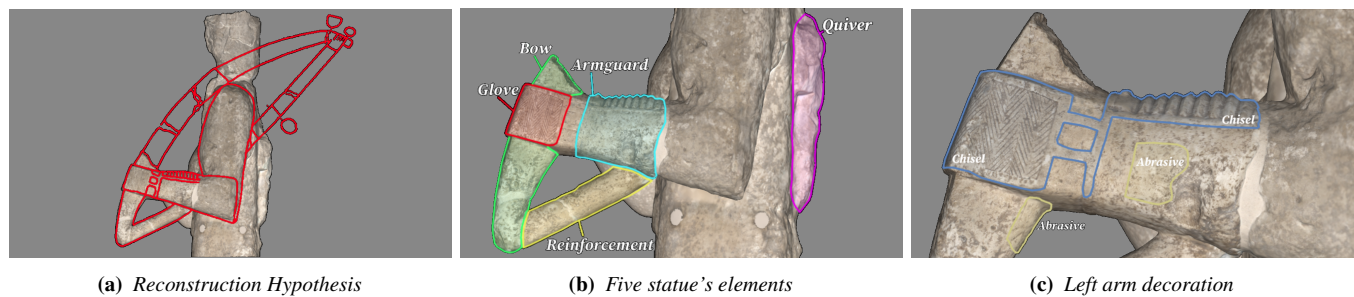 Bow
Quiver
Armguard
Glove
Reinforcement
Chisel
Chisel
Abrasive
Abrasive
(a) Reconstruction Hypothesis
(b) Five statue's elements
(c) Left arm decoration